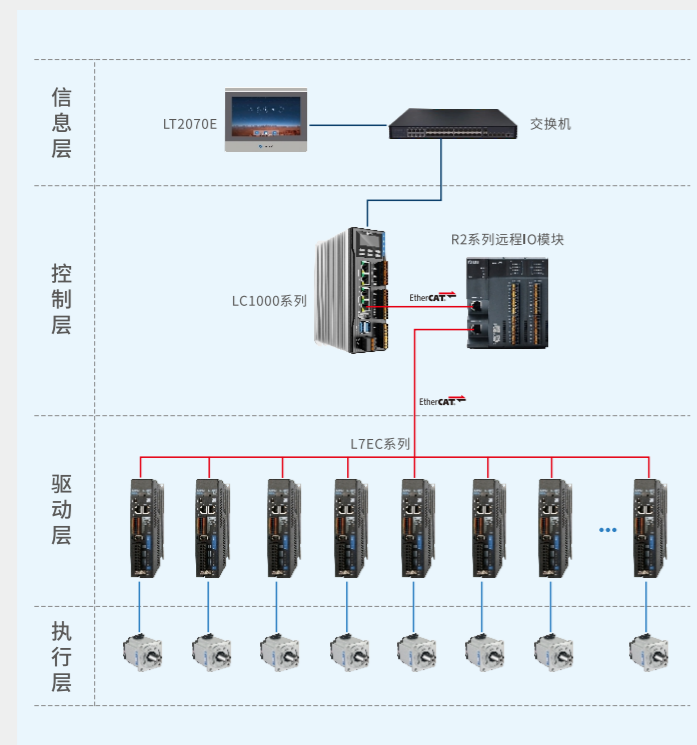 信息层
LT2070E
交换机
控制层
LC1000系列
R2系列远程IO模块
EtherCAT
EtherCAT
驱动层
L7EC系列
...
执行层